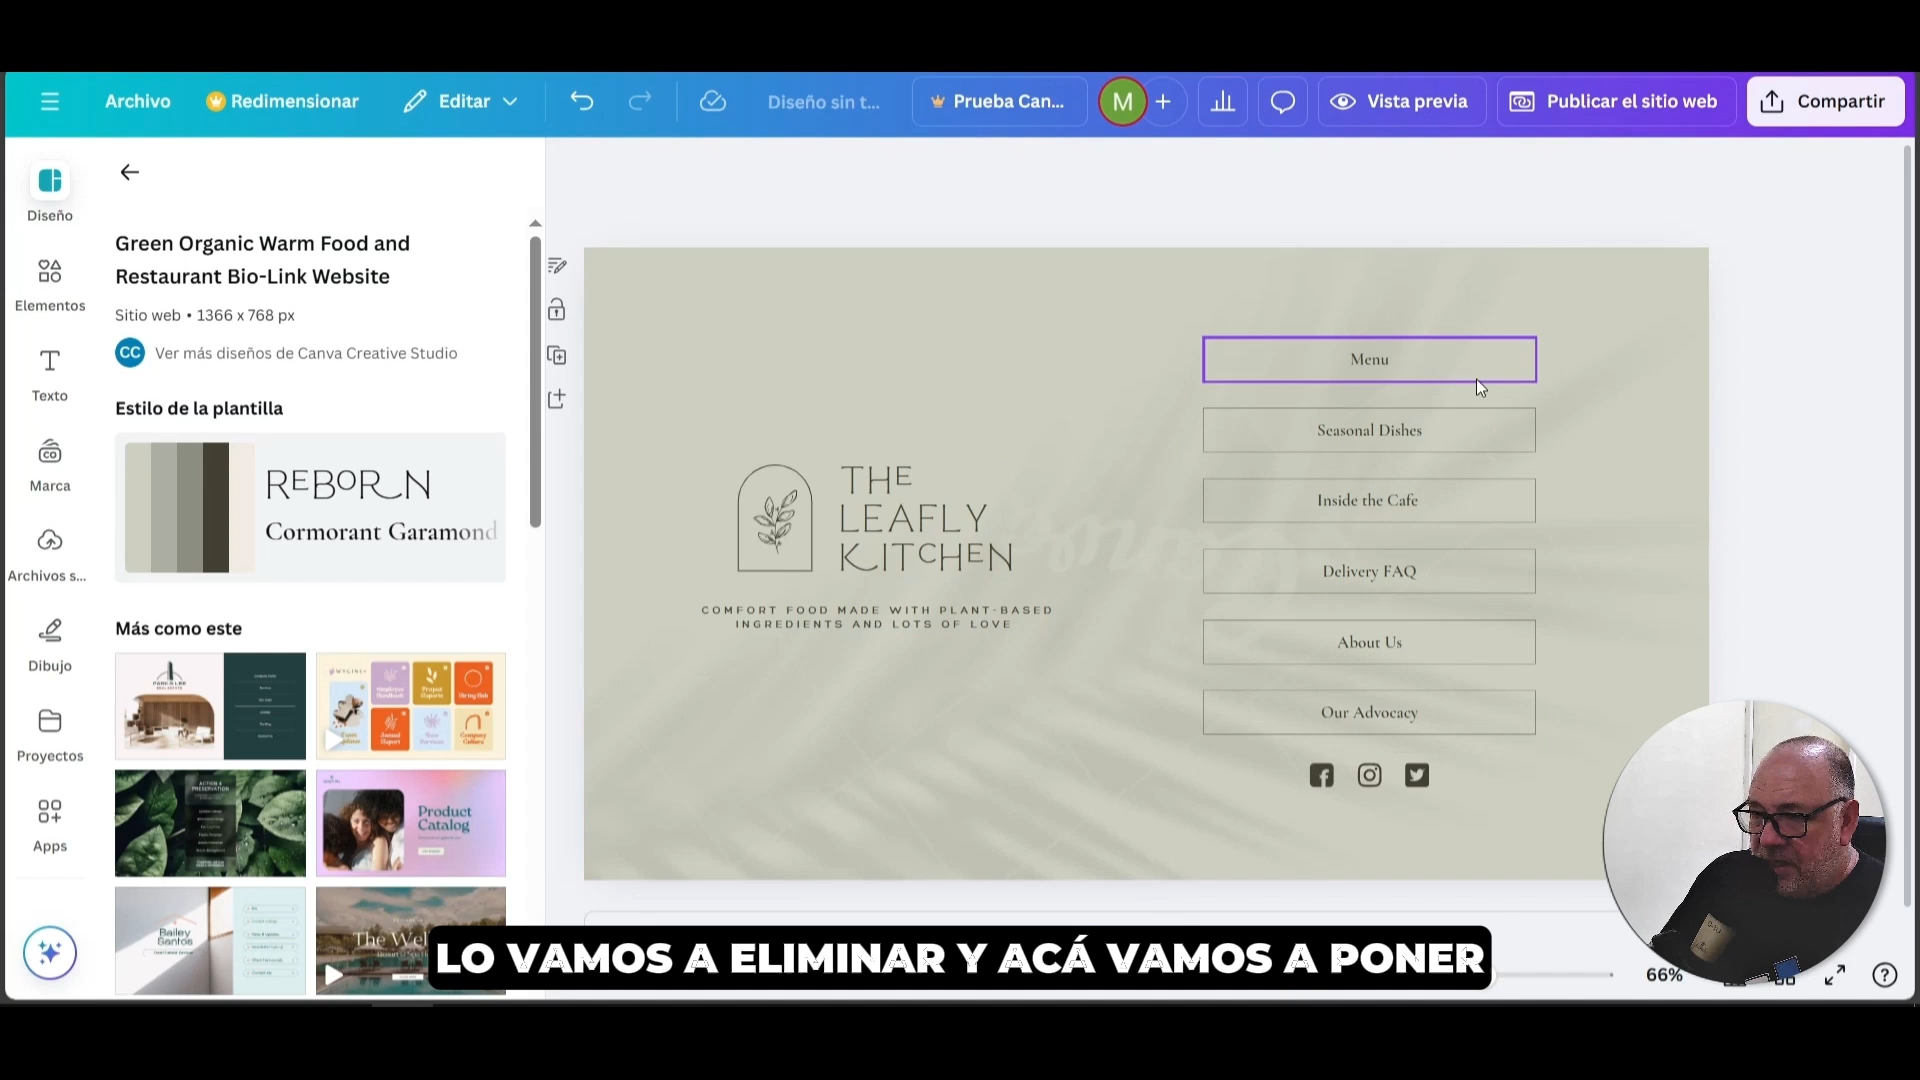 Archivo
Redimensionar
Editar
Diseño sin t...
Prueba Can...
M
Vista previa
Publicar el sitio web
Compartir
Diseño
Elementos
Texto
Marca
Archivos s...
Dibujo
Proyectos
Apps
Green Organic Warm Food and
Restaurant Bio-Link Website
Sitio web • 1366 x 768 px
CC Ver más diseños de Canva Creative Studio
Estilo de la plantilla
REBORN
Cormorant Garamond
Más como este
Product
Catalog
Bailey
Santos
The Wel
THE
LEAFLY
KITCHEN
COMFORT FOOD MADE WITH PLANT-BASED
INGREDIENTS AND LOTS OF LOVE
Menu
Seasonal Dishes
Inside the Cafe
Delivery FAQ
About Us
Our Advocacy
LO VAMOS A ELIMINAR Y ACÁ VAMOS A PONER
66%